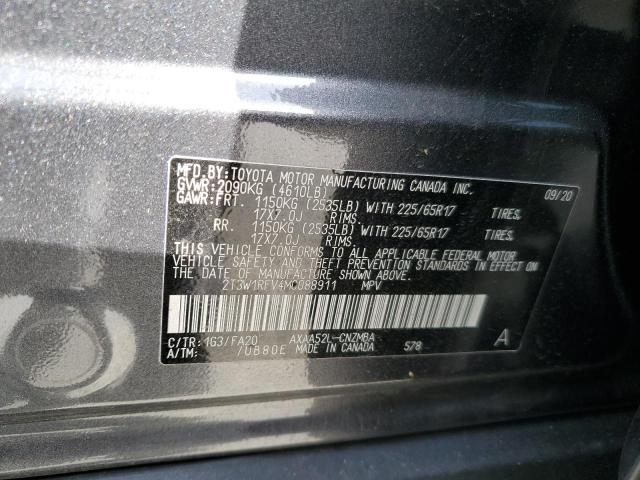 MFD.BY:TOYOTA MOTOR MANUFACTURING CANADA INC. 09/20
GVWR:2090KG (4610LB)
GAWR:FRT. 1150KG (2535LB) WITH 225/65R17 TIRES,
17X7.0J RIMS.
RR. 1150KG (2535LB) WITH 225/65R17 TIRES,
17X7.0J RIMS.
THIS VEHICLE CONFORMS TO ALL APPLICABLE FEDERAL MOTOR
VEHICLE SAFETY AND THEFT PREVENTION STANDARDS IN EFFECT
ON THE DATE OF MANUFACTURE SHOWN ABOVE.
2T3W1RFV4MC088911 MPV
C/TR:1G3/FA20 AXAA52L-CNZMBA A
A/TM: /UB80E MADE IN CANADA 578